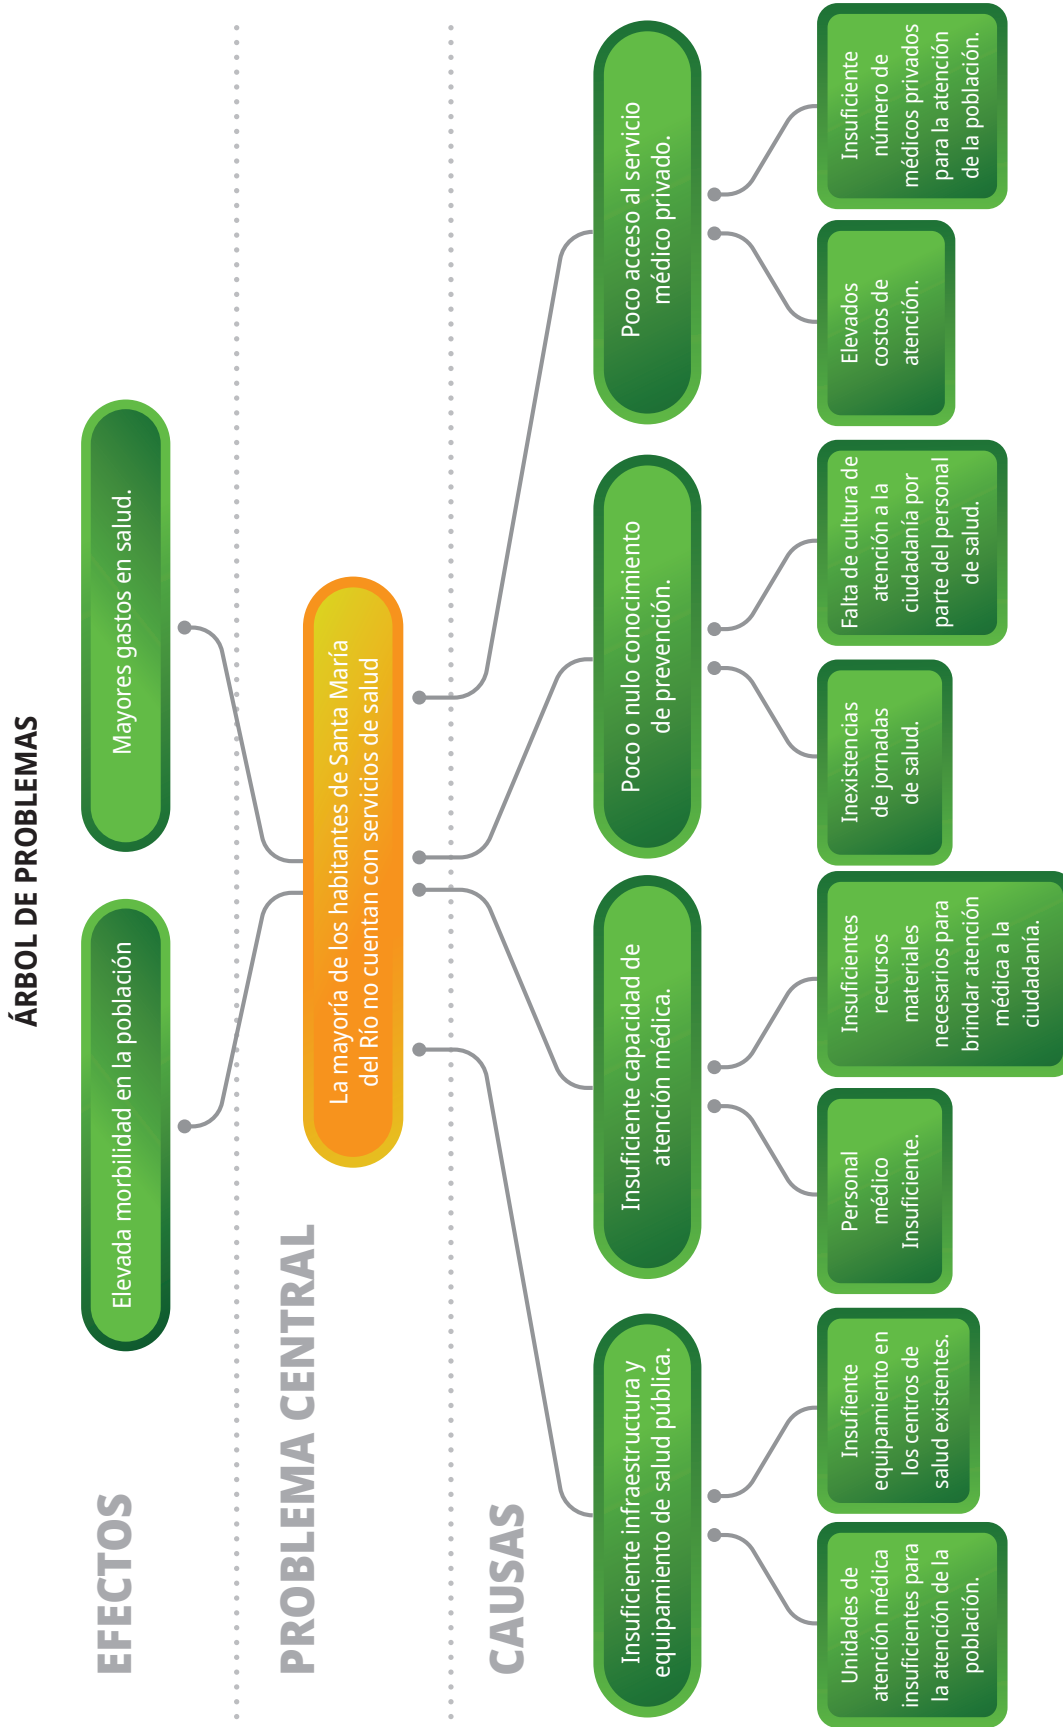 ÁRBOL DE PROBLEMAS
EFECTOS
Elevada morbilidad en la población
Mayores gastos en salud.
PROBLEMA CENTRAL
La mayoría de los habitantes de Santa María
del Río no cuentan con servicios de salud
CAUSAS
Insuficiente infraestructura y
equipamiento de salud pública.
Insuficiente capacidad de
atención médica.
Poco o nulo conocimiento
de prevención.
Poco acceso al servicio
médico privado.
Unidades de
atención médica
insuficientes para
la atención de la
población.
Insufiente
equipamiento en
los centros de
salud existentes.
Personal
médico
Insuficiente.
Insuficientes
recursos
materiales
necesarios para
brindar atención
médica a la
ciudadanía.
Inexistencias
de jornadas
de salud.
Falta de cultura de
atención a la
ciudadanía por
parte del personal
de salud.
Elevados
costos de
atención.
Insuficiente
número de
médicos privados
para la atención
de la población.